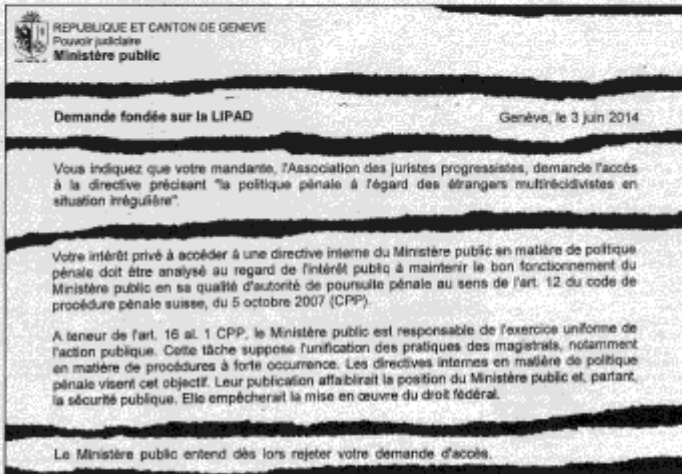 REPUBLIQUE ET CANTON DE GENEVE
Pouvoir judiciaire
Ministère public
Demande fondée sur la LIPAD
Genève, le 3 juin 2014
Vous indiquez que votre mandante, l'Association des juristes progressistes, demande l'accès
à la directive précisant "la politique pénale à l'égard des étrangers multirécidivistes en
situation irrégulière".
Votre intérêt privé à accéder à une directive interne du Ministère public en matière de politique
pénale doit être analysé au regard de l'intérêt public à maintenir le bon fonctionnement du
Ministère public en sa qualité d'autorité de poursuite pénale au sens de l'art. 12 du code de
procédure pénale suisse, du 5 octobre 2007 (CPP).
A teneur de l'art. 16 al. 1 CPP, le Ministère public est responsable de l'exercice uniforme de
l'action publique. Cette tâche suppose l'unification des pratiques des magistrats, notamment
en matière de procédures à forte occurrence. Les directives internes en matière de politique
pénale visent cet objectif. Leur publication affaiblirait la position du Ministère public et, partant,
la sécurité publique. Elle empêcherait la mise en œuvre du droit fédéral.
Le Ministère public entend dès lors rejeter votre demande d'accès.